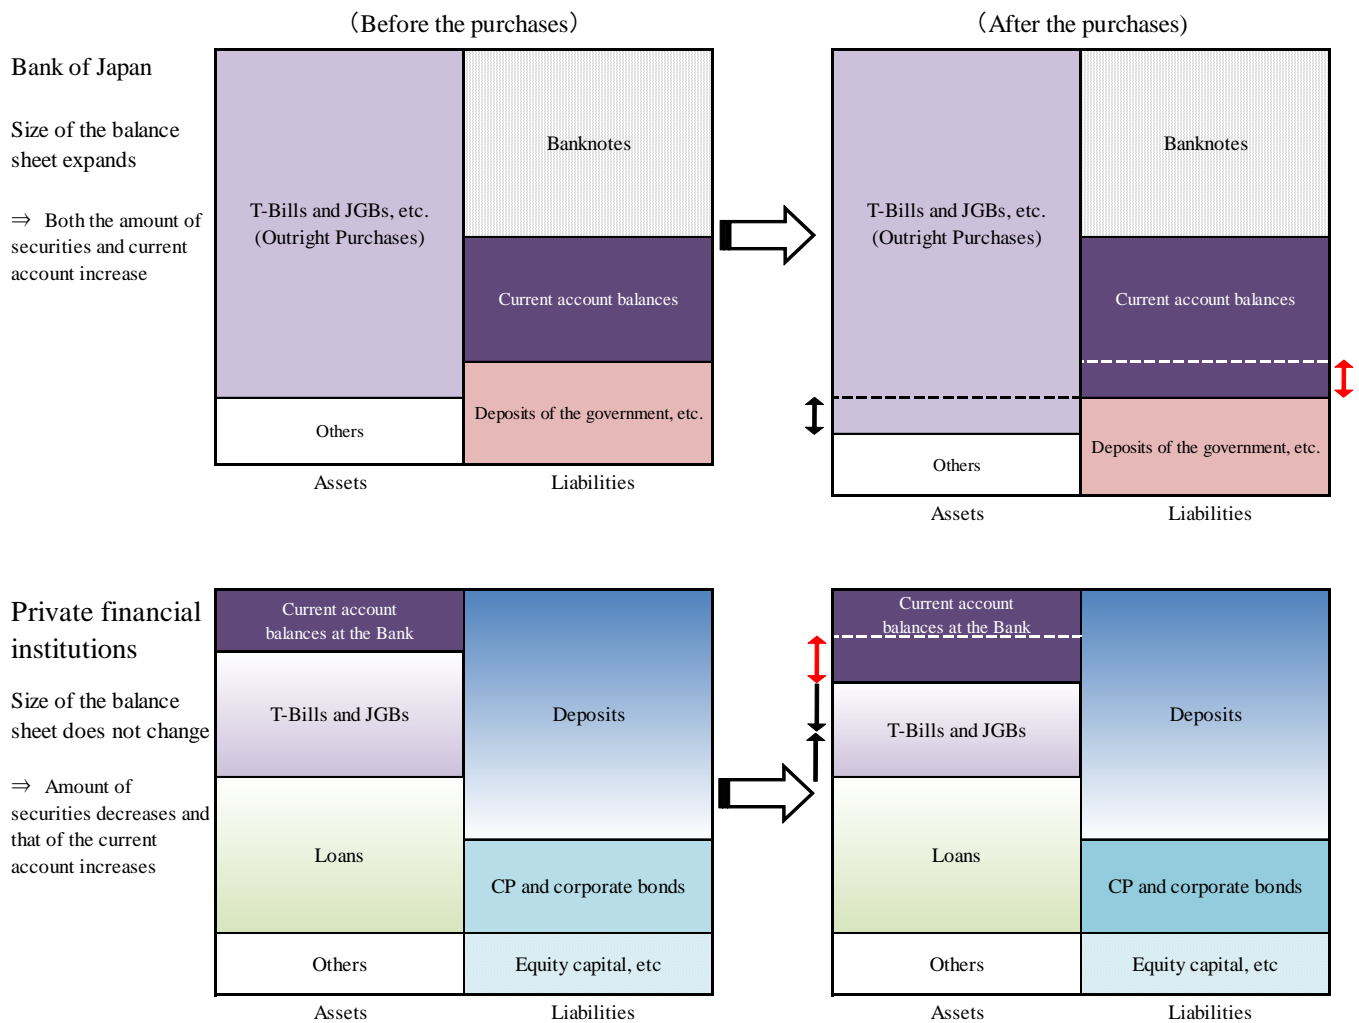 （Before the purchases）
（After the purchases)
Bank of Japan
Size of the balance
sheet expands
⇒ Both the amount of
securities and current
account increase
T-Bills and JGBs, etc.
(Outright Purchases)
Others
Banknotes
Current account balances
Deposits of the government, etc.
Assets
Liabilities
T-Bills and JGBs, etc.
(Outright Purchases)
Others
Banknotes
Current account balances
Deposits of the government, etc.
Assets
Liabilities
Private financial
institutions
Size of the balance
sheet does not change
⇒ Amount of
securities decreases and
that of the current
account increases
Current account
balances at the Bank
T-Bills and JGBs
Loans
Others
Deposits
CP and corporate bonds
Equity capital, etc
Assets
Liabilities
Current account
balances at the Bank
T-Bills and JGBs
Loans
Others
Deposits
CP and corporate bonds
Equity capital, etc
Assets
Liabilities